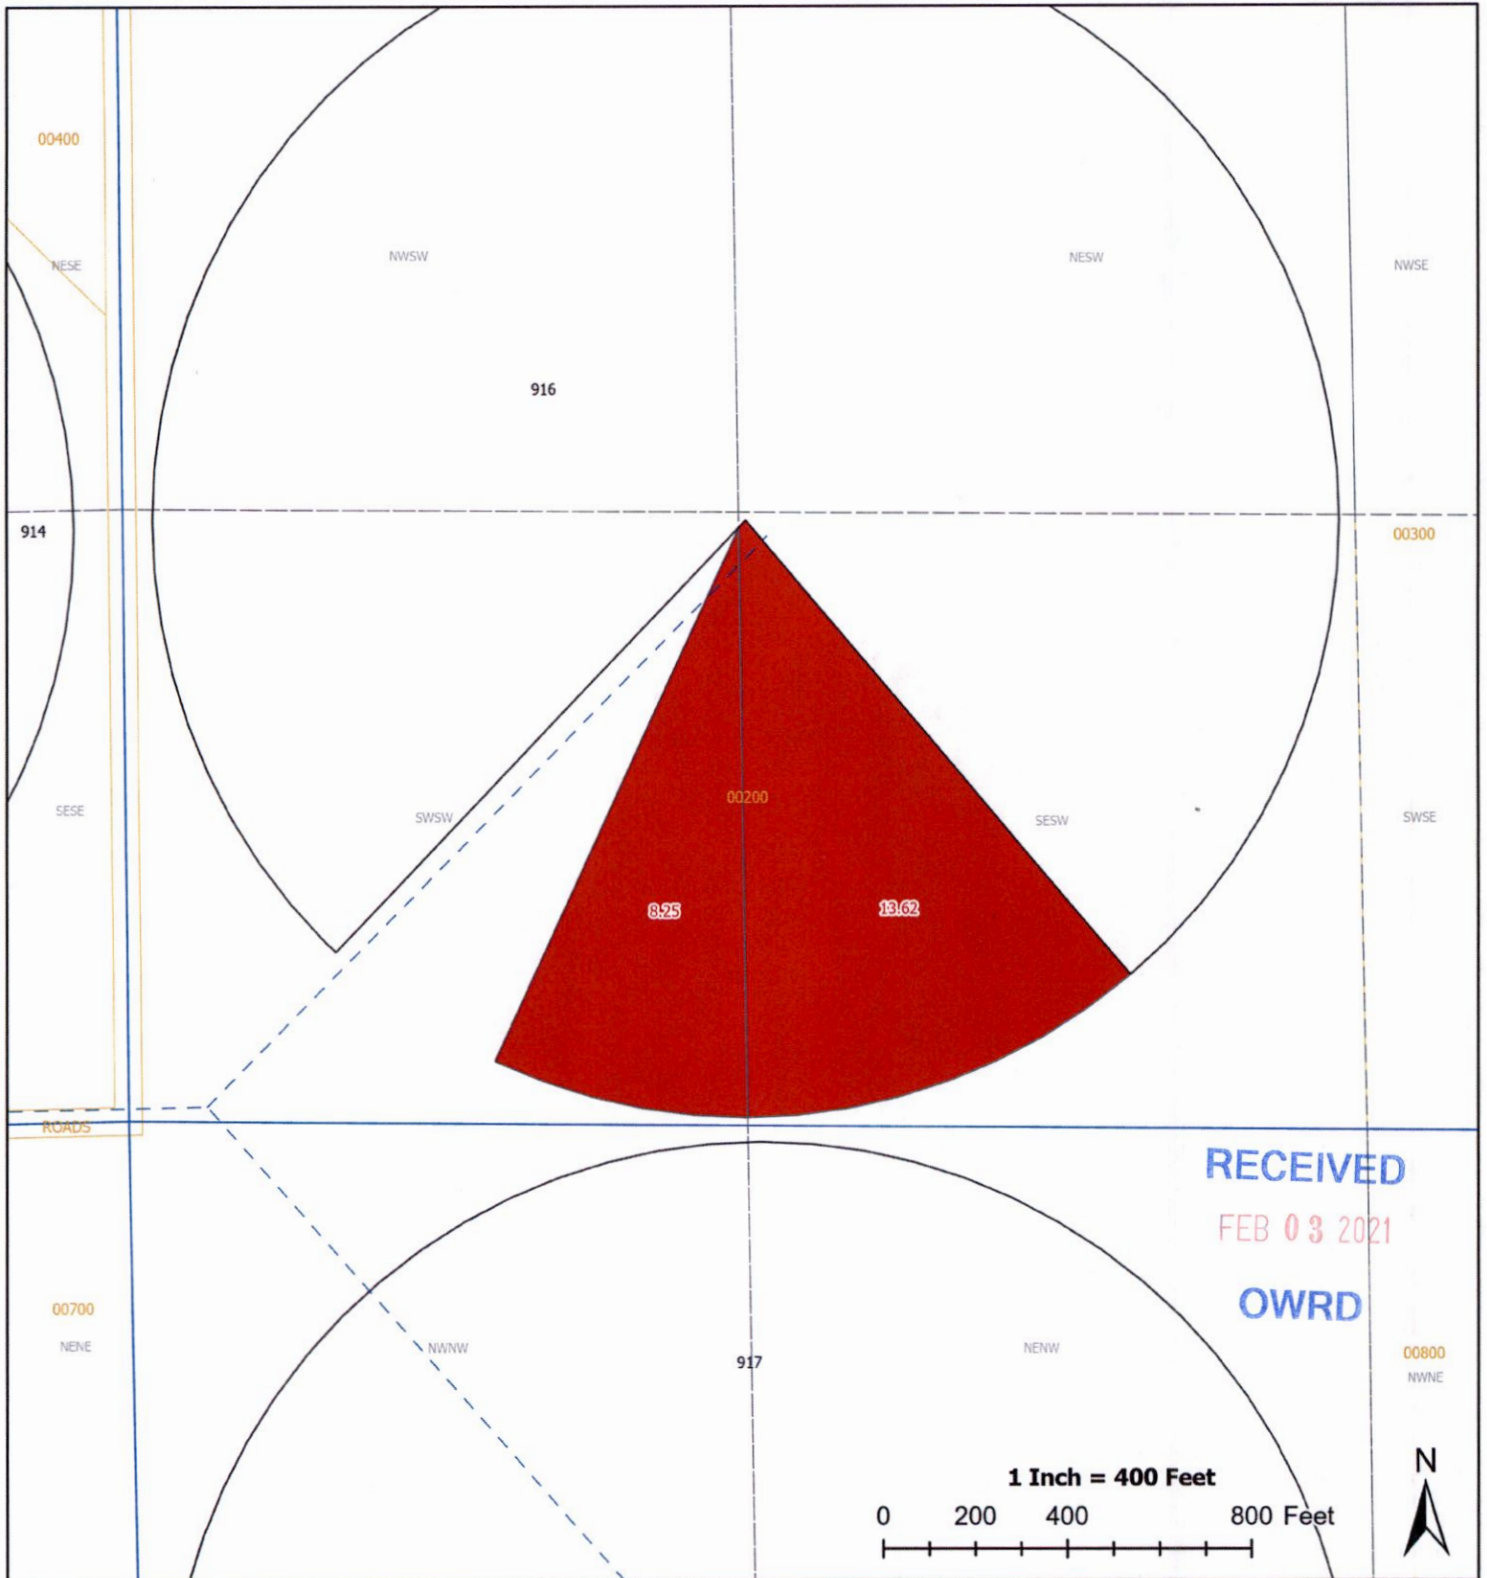 00400
NESE
NWSW
NESW
NWSE
916
914
00300
00200
SESE
SWSW
SESW
SWSE
8.25
13.62
ROADS
RECEIVED
FEB 03 2021
OWRD
00700
NENE
NWNW
917
NENW
00800
NWNE
1 Inch = 400 Feet
N
0 200 400 800 Feet